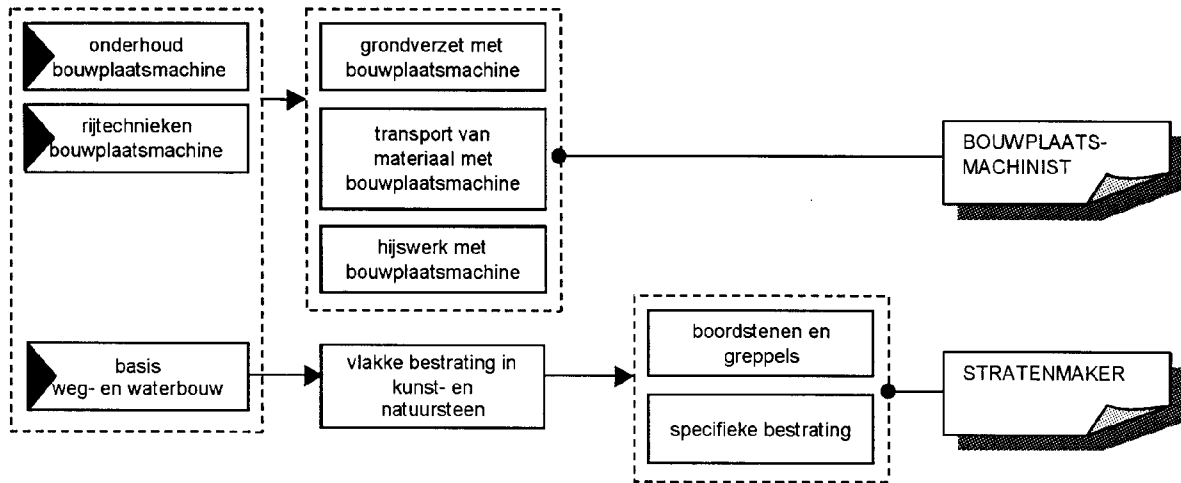 onderhoud
bouwplaatsmachine
rijtechnieken
bouwplaatsmachine
grondverzet met
bouwplaatsmachine
transport van
materiaal met
bouwplaatsmachine
hijswerk met
bouwplaatsmachine
BOUWPLAATS-
MACHINIST
basis
weg- en waterbouw
vlakke bestrating in
kunst- en
natuursteen
boordstenen en
greppels
specifieke bestrating
STRATENMAKER